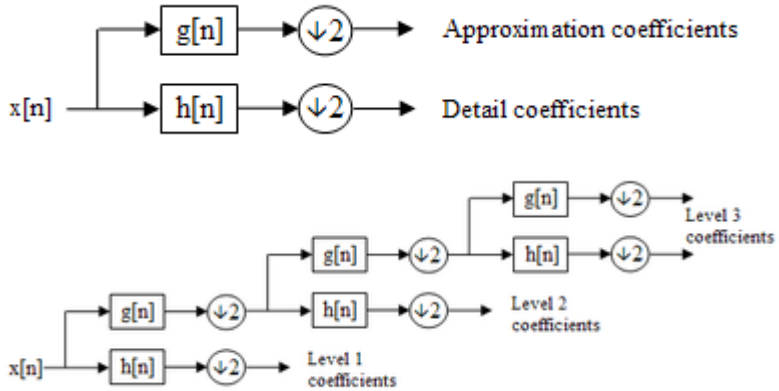 g[n] ↓2 Approximation coefficients
x[n] h[n] ↓2 Detail coefficients
g[n] ↓2
Level 3
coefficients
g[n] ↓2 h[n] ↓2
g[n] ↓2 h[n] ↓2 Level 2
coefficients
x[n] h[n] ↓2 Level 1
coefficients